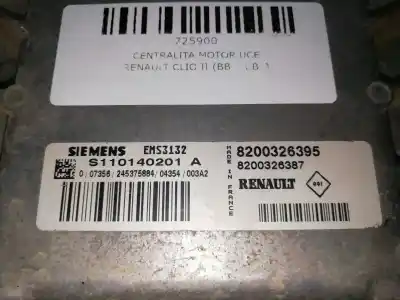 725900
CENTRALITA MOTOR UCE
RENAULT CLIO II (BB
SIEMENS EMS3132
S110140201 A
0 07356 / 245375884 / 04354 / 003A2
MADE IN FRANCE
8200326395
8200326387
RENAULT